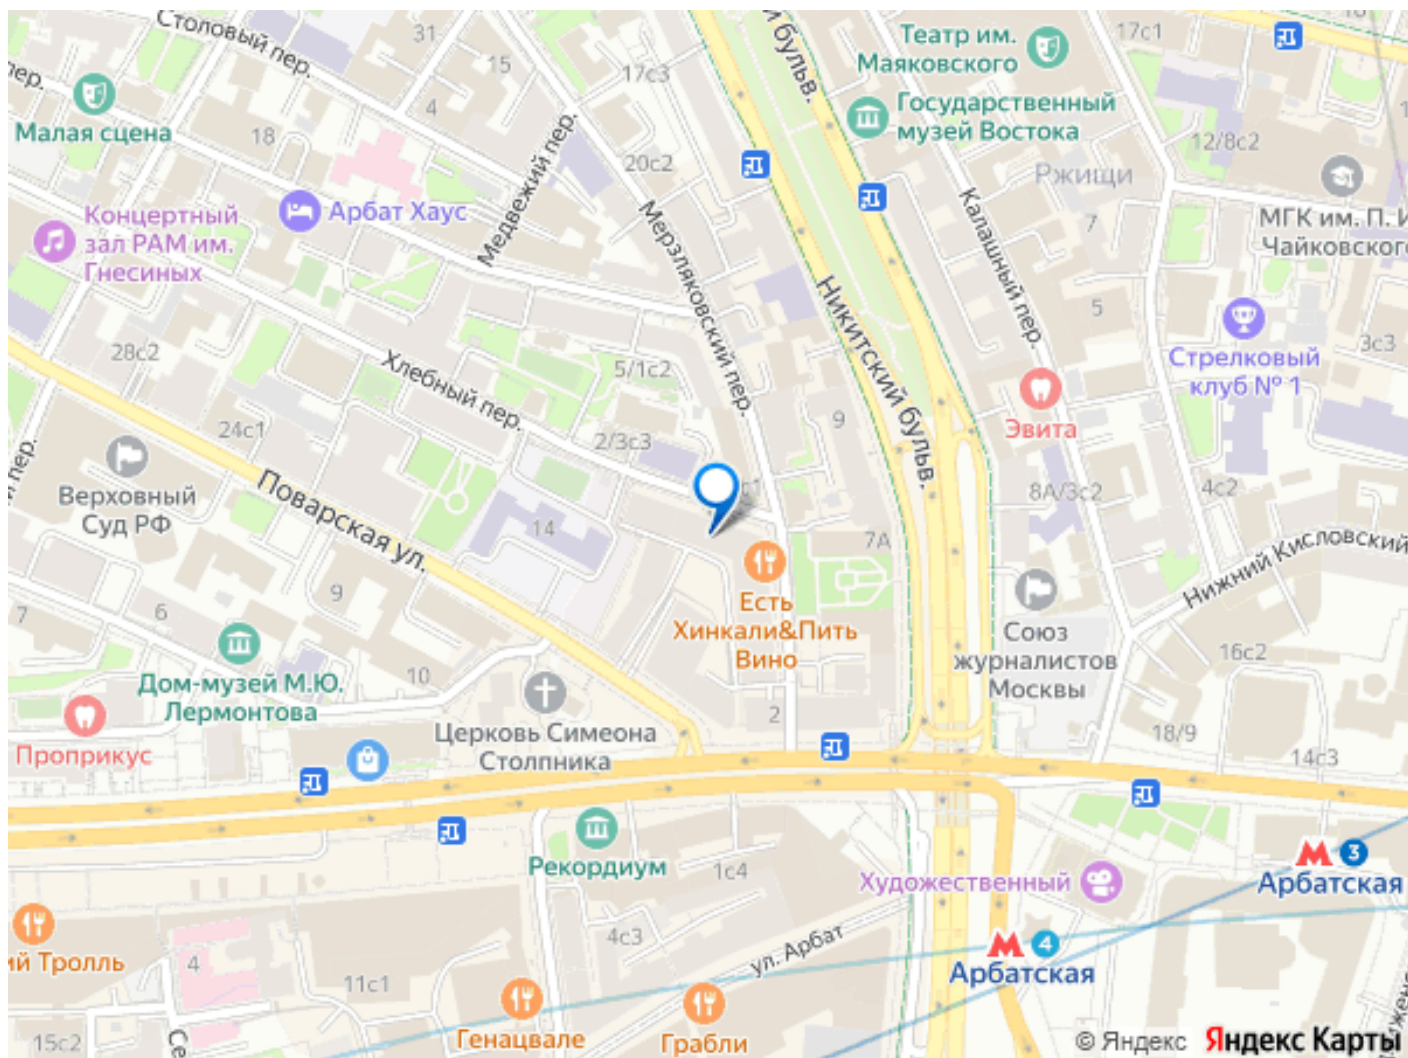 Столовый пер.
31
15
17с3
й бульв.
Театр им.
Маяковского
17с1
Государственный
музей Востока
12/8с2
Ржищи
МГК им. П. И
Чайковского
пер.
Малая сцена
18
4
Медвежий пер.
20с2
Мерзляковский пер.
Калашный пер.
7
5
Концертный
зал РАМ им.
Гнесиных
Арбат Хаус
Никитский бульв.
Стрелковый
клуб № 1
3с3
28с2
Хлебный пер.
5/1с2
9
Эвита
24с1
2/3с3
8А/3с2
4с2
Верховный
Суд РФ
Поварская ул.
14
7А
Нижний Кисловский
Есть
Хинкали&Пить
Вино
Союз
журналистов
Москвы
16с2
7
6
9
10
Дом-музей М.Ю.
Лермонтова
Проприкус
Церковь Симеона
Столпника
2
18/9
14с3
Рекордиум
1с4
Художественный
3
Арбатская
4
Арбатская
ий Тролль
4
11с1
4с3
ул. Арбат
15с2
Генацвале
Грабли
© Яндекс Яндекс Карты